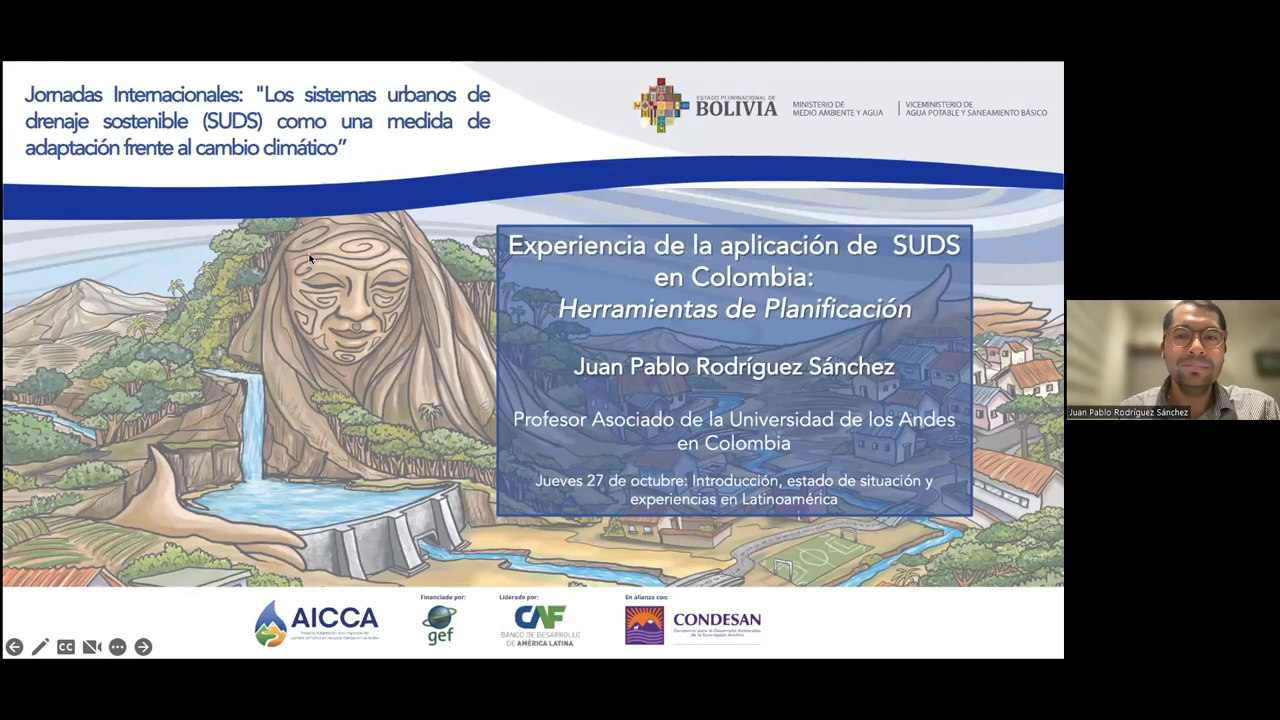 Jornadas Internacionales: "Los sistemas urbanos de
drenaje sostenible (SUDS) como una medida de
adaptación frente al cambio climático”
ESTADO PLURINACIONAL DE
BOLIVIA
MINISTERIO DE
MEDIO AMBIENTE Y AGUA
VICEMINISTERIO DE
AGUA POTABLE Y SANEAMIENTO BÁSICO
Experiencia de la aplicación de SUDS
en Colombia:
Herramientas de Planificación
Juan Pablo Rodríguez Sánchez
Profesor Asociado de la Universidad de los Andes
en Colombia
Jueves 27 de octubre: Introducción, estado de situación y
experiencias en Latinoamérica
Juan Pablo Rodríguez Sánchez
AICCA
Financiado por:
gef
Liderado por:
CAF
BANCO DE DESARROLLO
DE AMÉRICA LATINA
En alianza con:
CONDESAN
CC